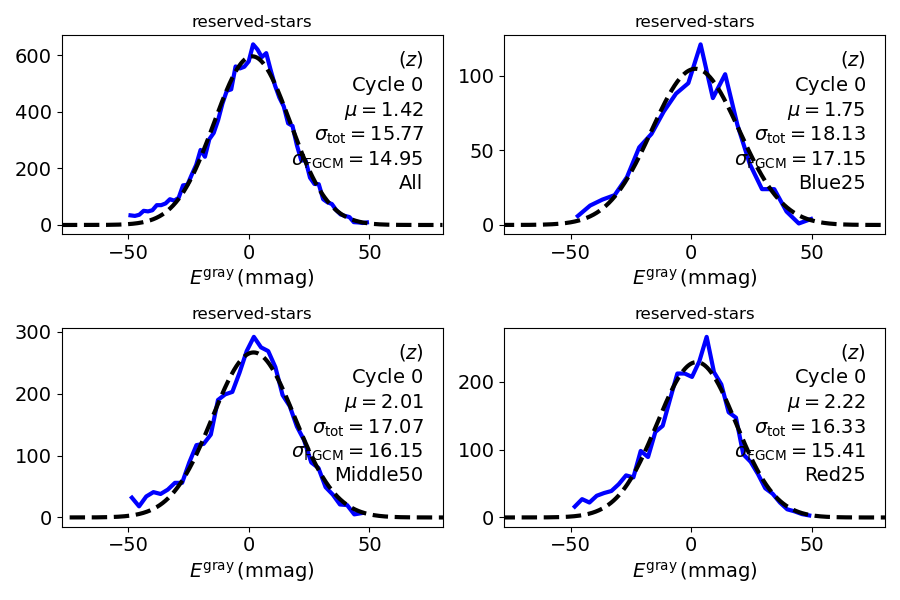 reserved-stars
(z)
Cycle 0
μ = 1.42
σ_tot = 15.77
σ_FGCM = 14.95
All
600
400
200
0
−50
0
50
E^gray (mmag)
reserved-stars
(z)
Cycle 0
μ = 1.75
σ_tot = 18.13
σ_FGCM = 17.15
Blue25
100
50
0
−50
0
50
E^gray (mmag)
reserved-stars
(z)
Cycle 0
μ = 2.01
σ_tot = 17.07
σ_FGCM = 16.15
Middle50
300
200
100
0
−50
0
50
E^gray (mmag)
reserved-stars
(z)
Cycle 0
μ = 2.22
σ_tot = 16.33
σ_FGCM = 15.41
Red25
200
100
0
−50
0
50
E^gray (mmag)